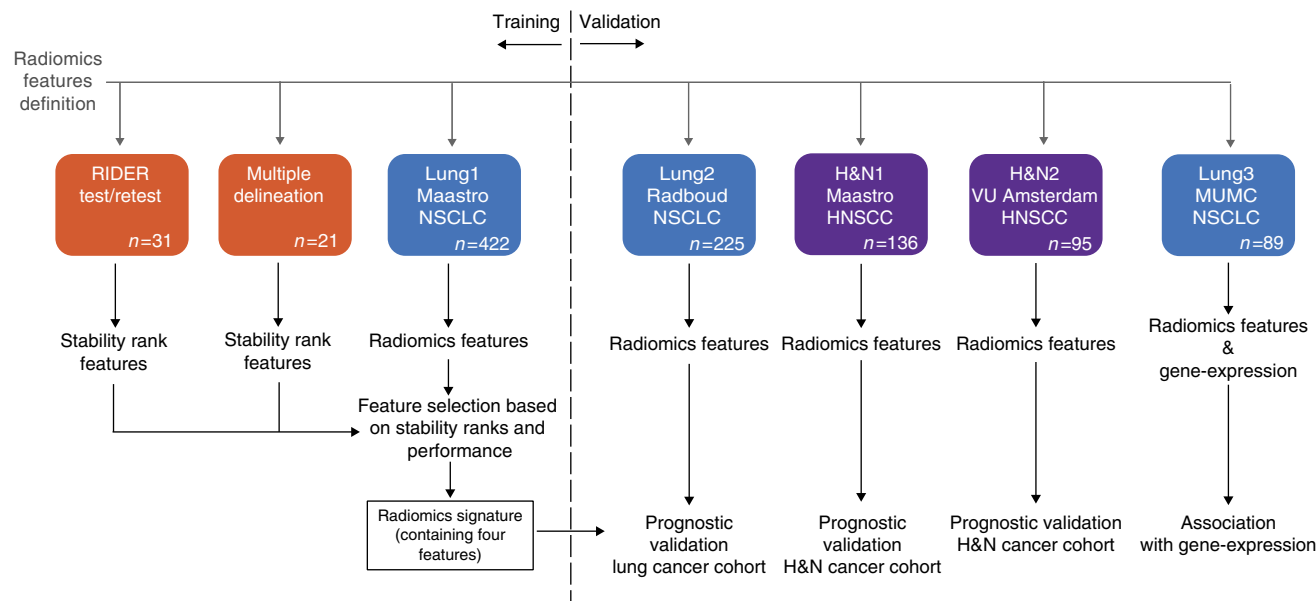 Training
Validation
Radiomics
features
definition
RIDER
test/retest
n=31
Multiple
delineation
n=21
Lung1
Maastro
NSCLC
n=422
Lung2
Radboud
NSCLC
n=225
H&N1
Maastro
HNSCC
n=136
H&N2
VU Amsterdam
HNSCC
n=95
Lung3
MUMC
NSCLC
n=89
Stability rank
features
Stability rank
features
Radiomics features
Radiomics features
Radiomics features
Radiomics features
Radiomics features
&
gene-expression
Feature selection based
on stability ranks and
performance
Radiomics signature
(containing four
features)
Prognostic
validation
lung cancer cohort
Prognostic
validation
H&N cancer cohort
Prognostic validation
H&N cancer cohort
Association
with gene-expression